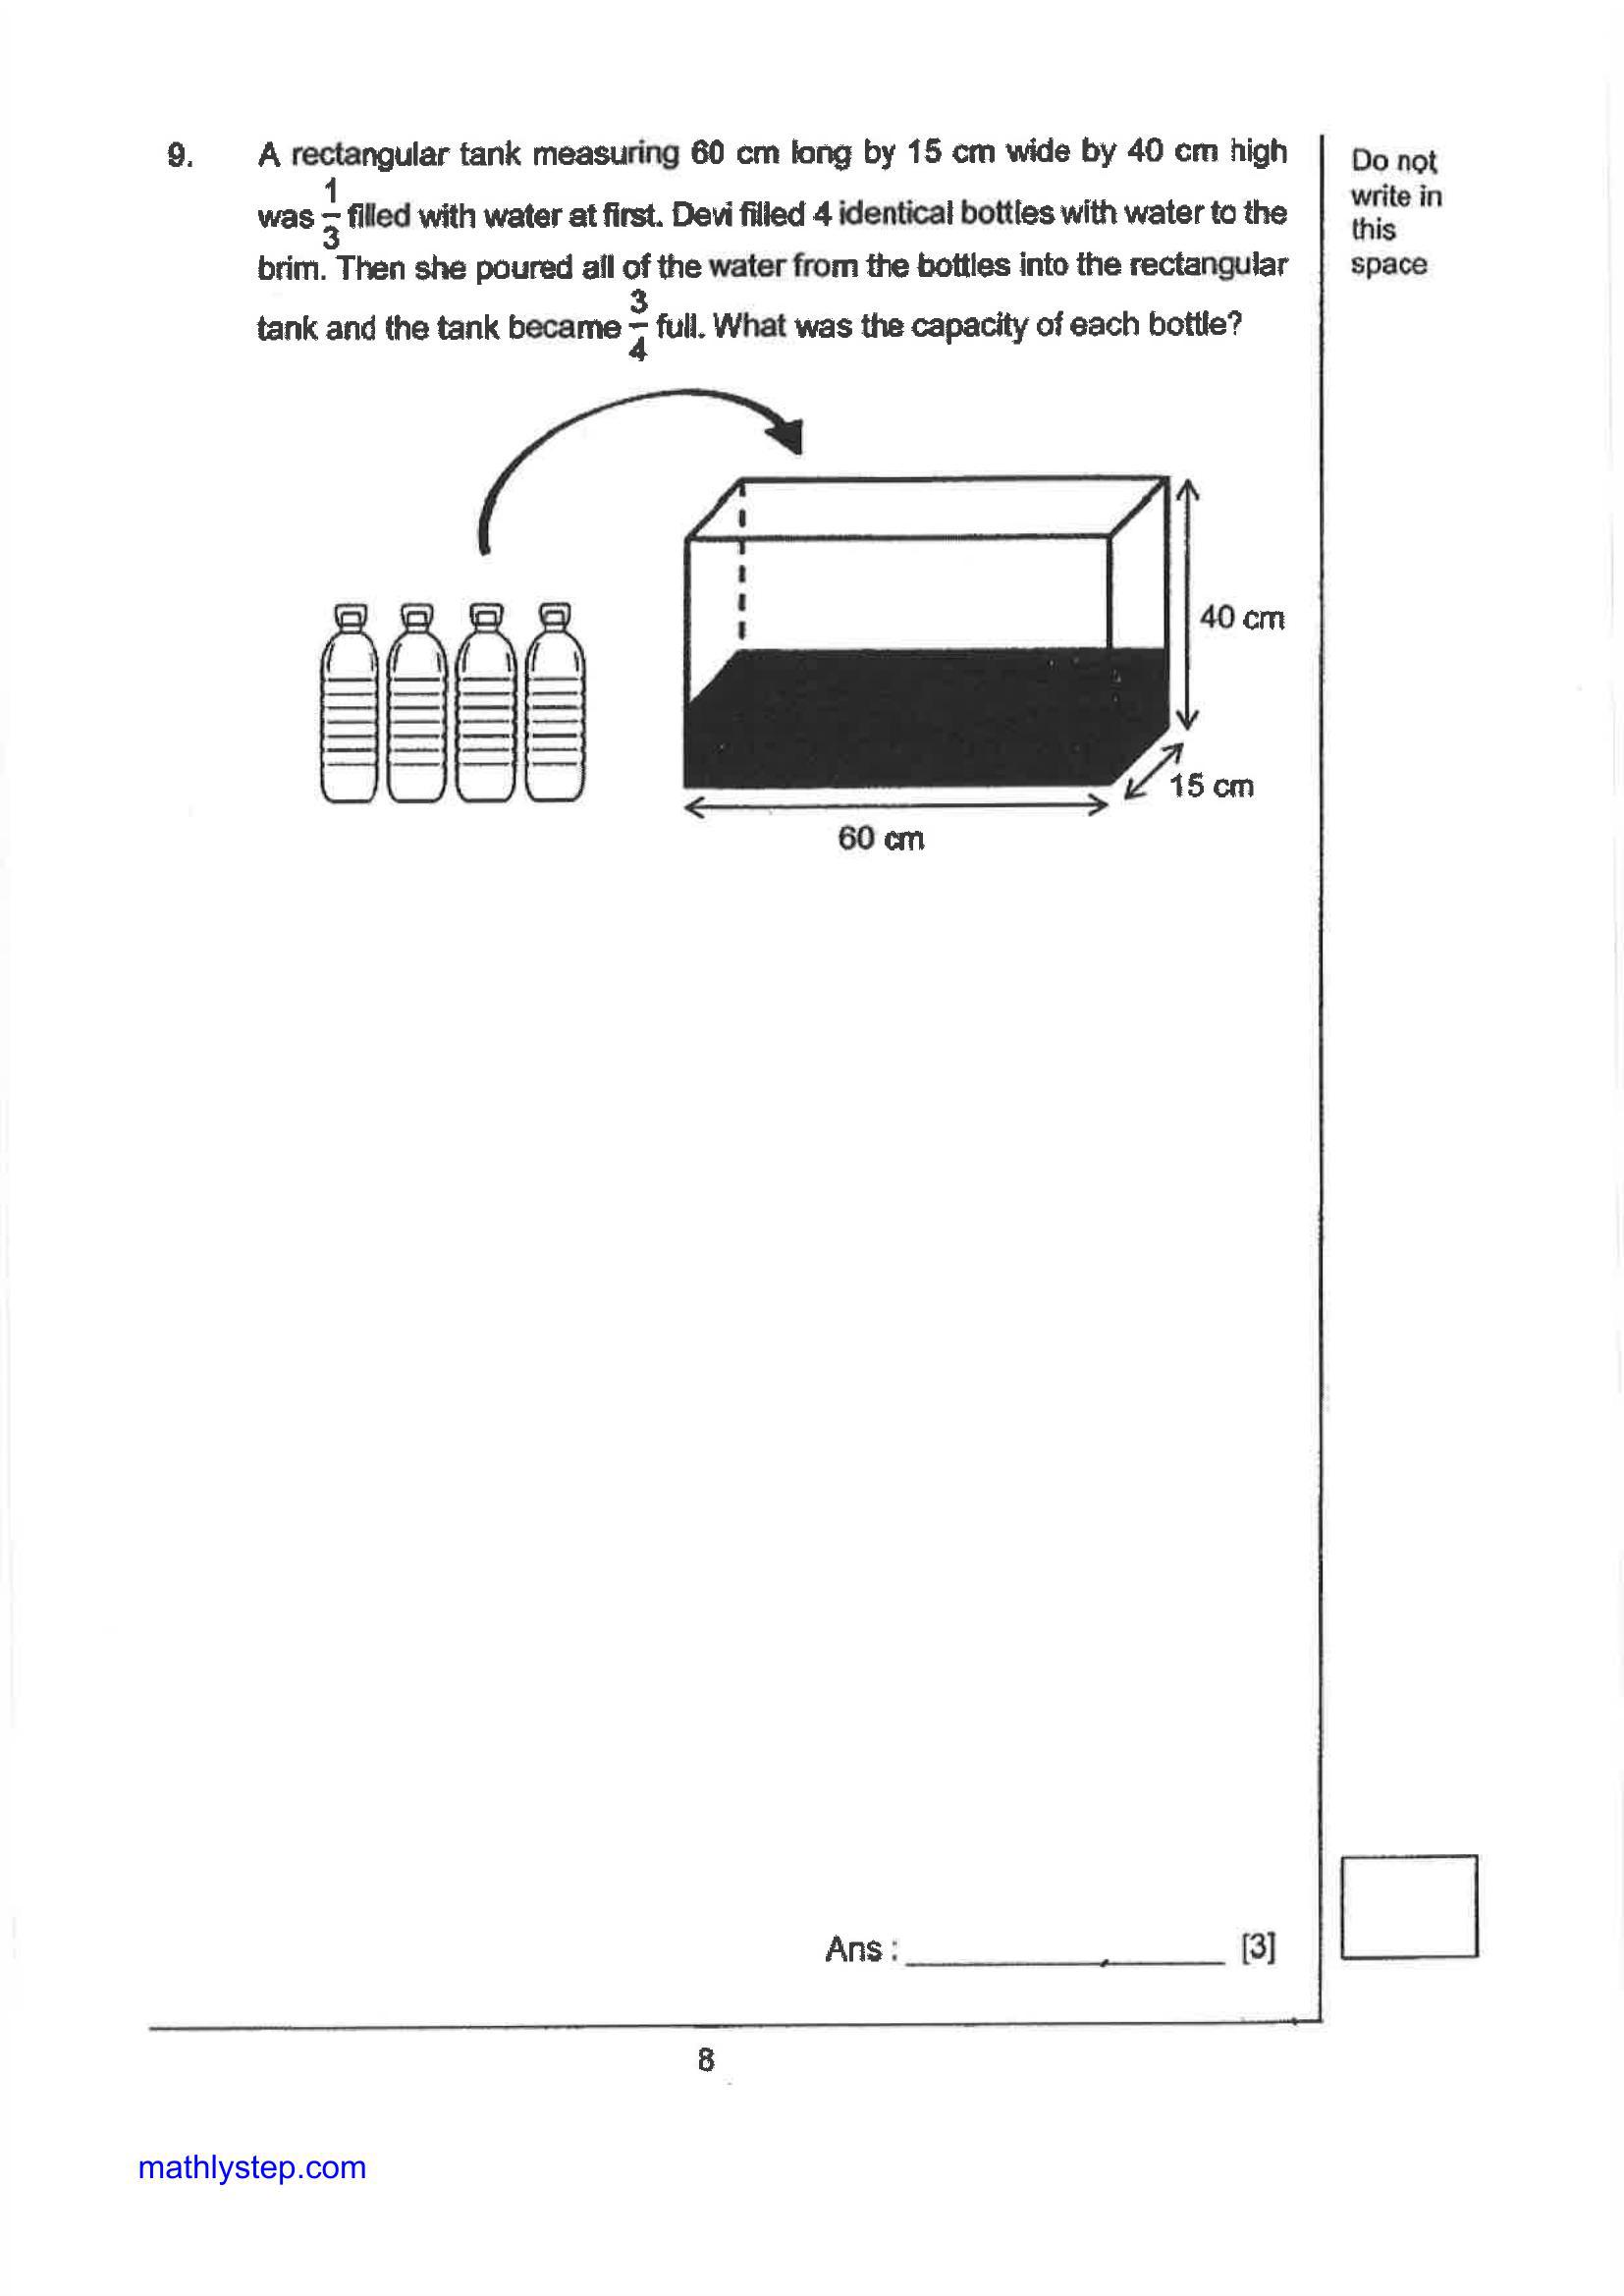 9. A rectangular tank measuring 60 cm long by 15 cm wide by 40 cm high
was 1/3 filled with water at first. Devi filled 4 identical bottles with water to the
brim. Then she poured all of the water from the bottles into the rectangular
tank and the tank became 3/4 full. What was the capacity of each bottle?
Do not
write in
this
space
40 cm
15 cm
60 cm
Ans : [3]
8
mathlystep.com